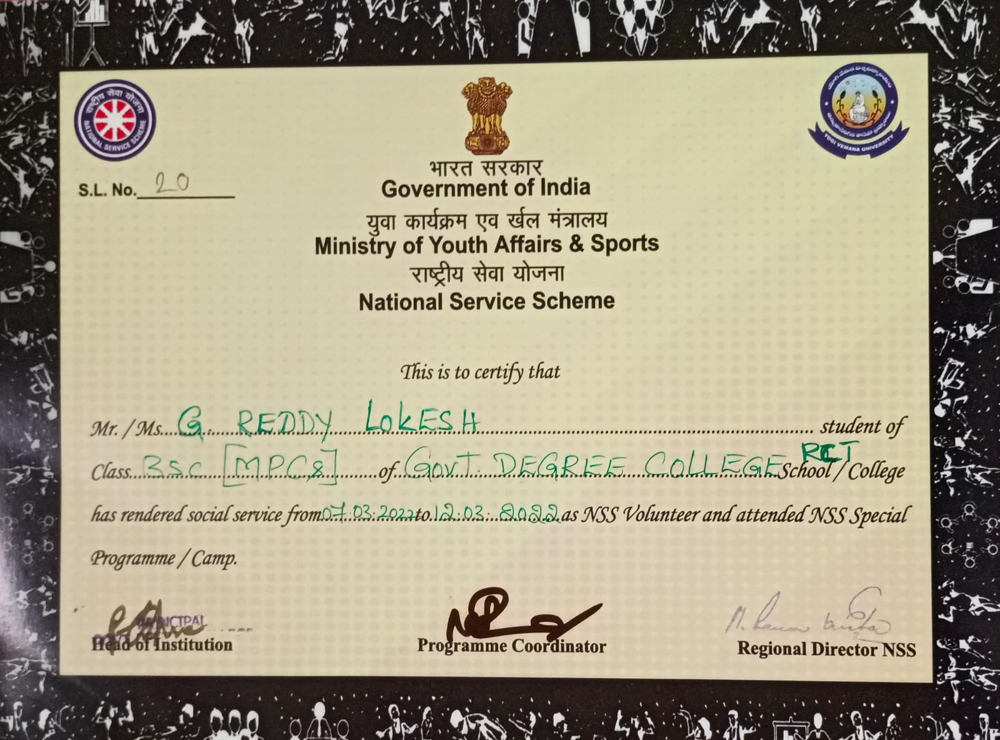 राष्ट्रीय सेवा योजना
NATIONAL SERVICE SCHEME
YOGI VEMANA UNIVERSITY
S.L. No. 20
भारत सरकार
Government of India
युवा कार्यक्रम एव र्खल मंत्रालय
Ministry of Youth Affairs & Sports
राष्ट्रीय सेवा योजना
National Service Scheme
This is to certify that
Mr. / Ms. G. REDDY LOKESH student of
Class BSC [MPCs] of GOVT. DEGREE COLLEGE RCT School / College
has rendered social service from 07.03.2022 to 12.03.2022 as NSS Volunteer and attended NSS Special
Programme / Camp.
PRINCIPAL
Head of Institution
Programme Coordinator
Regional Director NSS